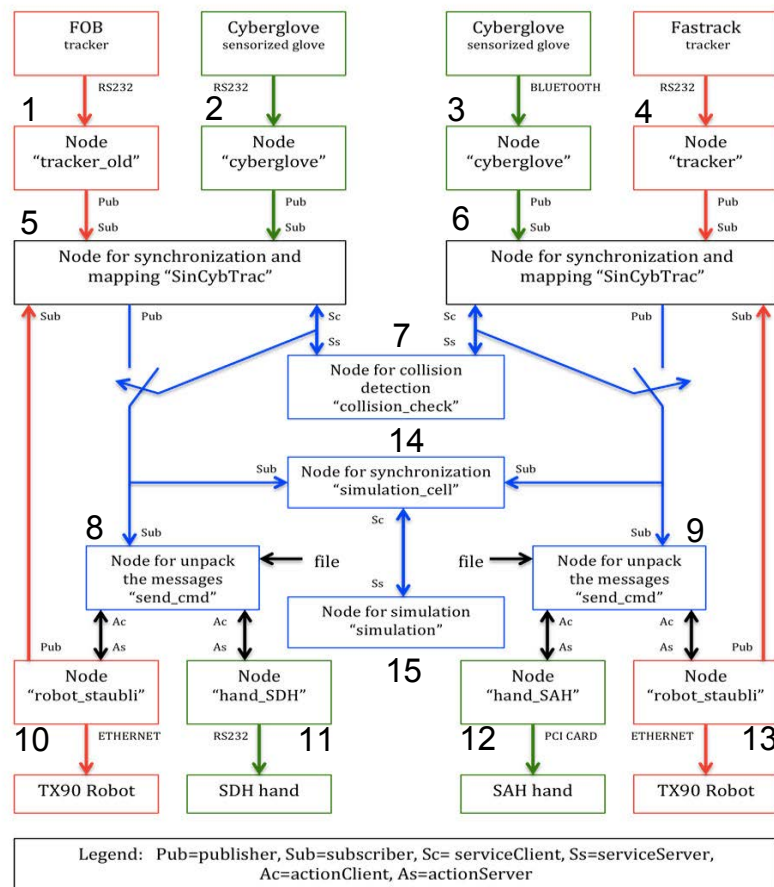 FOB
tracker
Cyberglove
sensorized glove
Cyberglove
sensorized glove
Fastrack
tracker
RS232
RS232
BLUETOOTH
RS232
1
2
3
4
Node
“tracker_old”
Node
“cyberglove”
Node
“cyberglove”
Node
“tracker”
Pub
Sub
Pub
Sub
Pub
Sub
Pub
Sub
5
6
Node for synchronization and
mapping “SinCybTrac”
Node for synchronization and
mapping “SinCybTrac”
Sub
Pub
Sc
Ss
Sc
Ss
Pub
Sub
7
Node for collision
detection
“collision_check”
14
Sub
Node for synchronization
“simulation_cell”
Sub
8
Sub
Sc
Ss
Sub
9
Node for unpack
the messages
“send_cmd”
file
file
Node for unpack
the messages
“send_cmd”
Node for simulation
“simulation”
15
Pub
Ac
As
Ac
As
Ac
As
Ac
As
Pub
Node
“robot_staubli”
Node
“hand_SDH”
Node
“hand_SAH”
Node
“robot_staubli”
10
ETHERNET
RS232
11
12
PCI CARD
ETHERNET
13
TX90 Robot
SDH hand
SAH hand
TX90 Robot
Legend: Pub=publisher, Sub=subscriber, Sc= serviceClient, Ss=serviceServer,
Ac=actionClient, As=actionServer